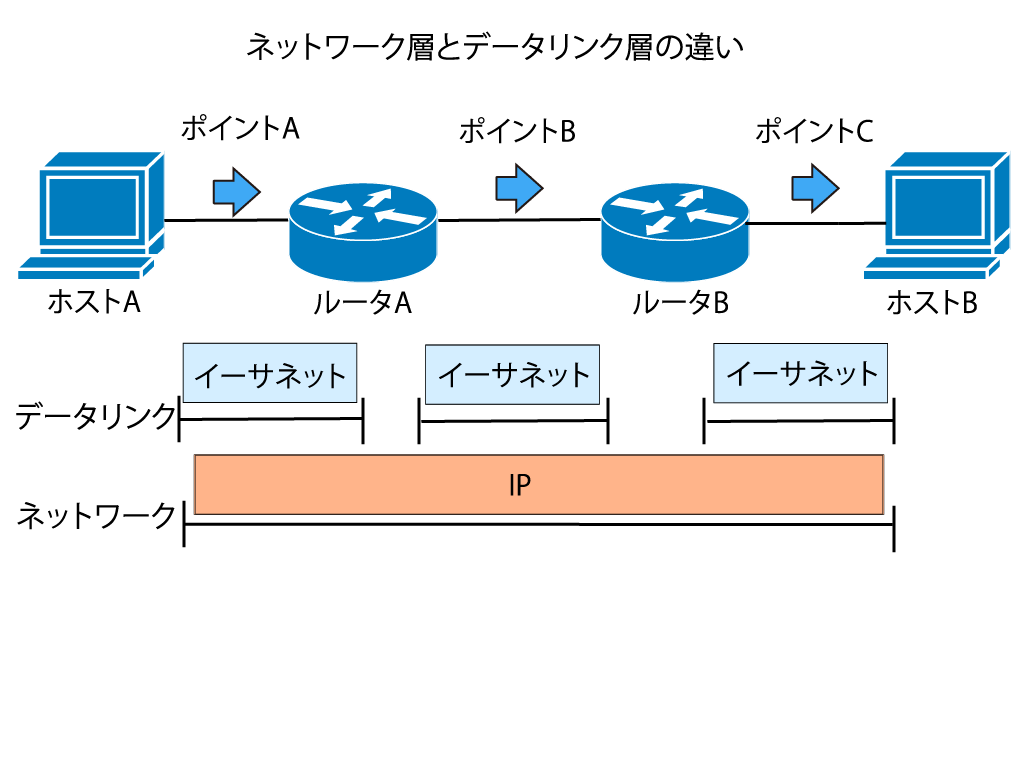 ネットワーク層とデータリンク層の違い
ポイントA
ポイントB
ポイントC
ホストA
ルータA
ルータB
ホストB
イーサネット
イーサネット
イーサネット
データリンク
IP
ネットワーク